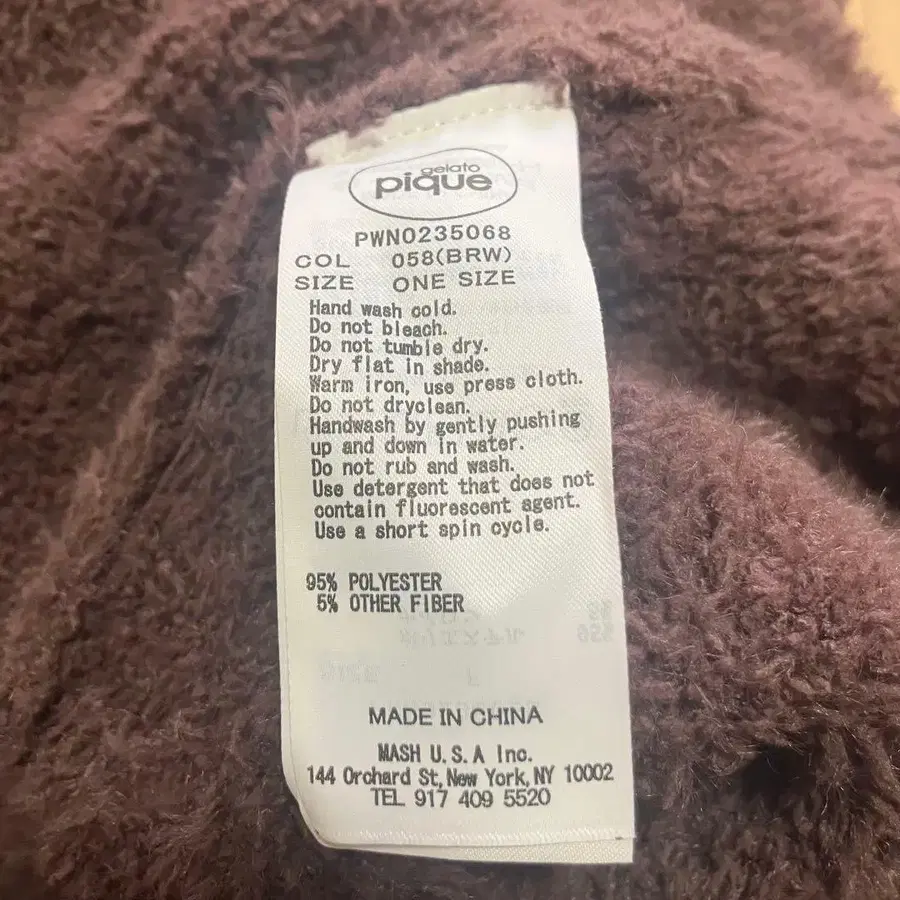 gelato
pique
PWNO235068
COL 058(BRW)
SIZE ONE SIZE
Hand wash cold.
Do not bleach.
Do not tumble dry.
Dry flat in shade.
Warm iron, use press cloth.
Do not dryclean.
Handwash by gently pushing
up and down in water.
Do not rub and wash.
Use detergent that does not
contain fluorescent agent.
Use a short spin cycle.
95% POLYESTER
5% OTHER FIBER
MADE IN CHINA
MASH U.S.A Inc.
144 Orchard St, New York, NY 10002
TEL 917 409 5520